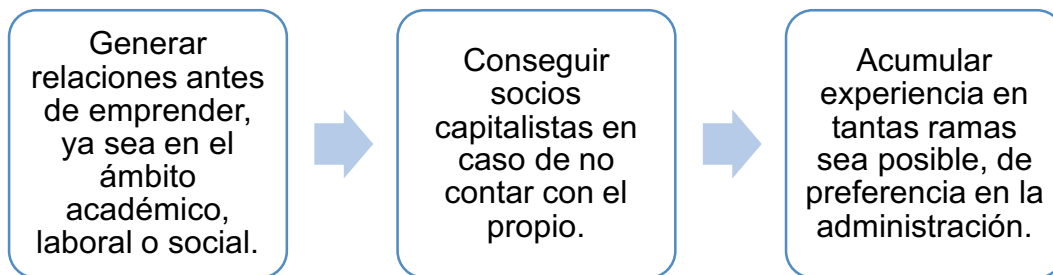 Generar
relaciones antes
de emprender,
ya sea en el
ámbito
académico,
laboral o social.
Conseguir
socios
capitalistas en
caso de no
contar con el
propio.
Acumular
experiencia en
tantas ramas
sea posible, de
preferencia en la
administración.